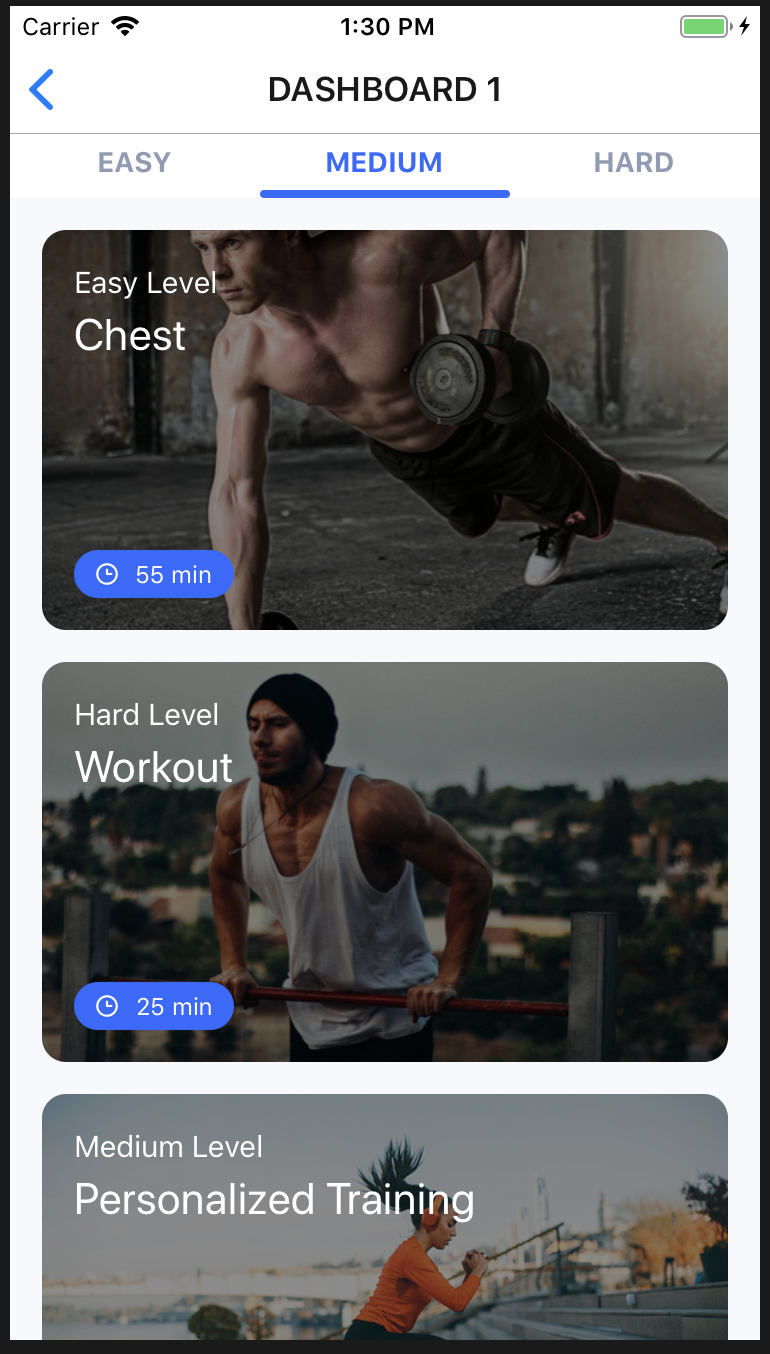 Carrier 1:30 PM
DASHBOARD 1
EASY MEDIUM HARD
Easy Level
Chest
55 min
Hard Level
Workout
25 min
Medium Level
Personalized Training